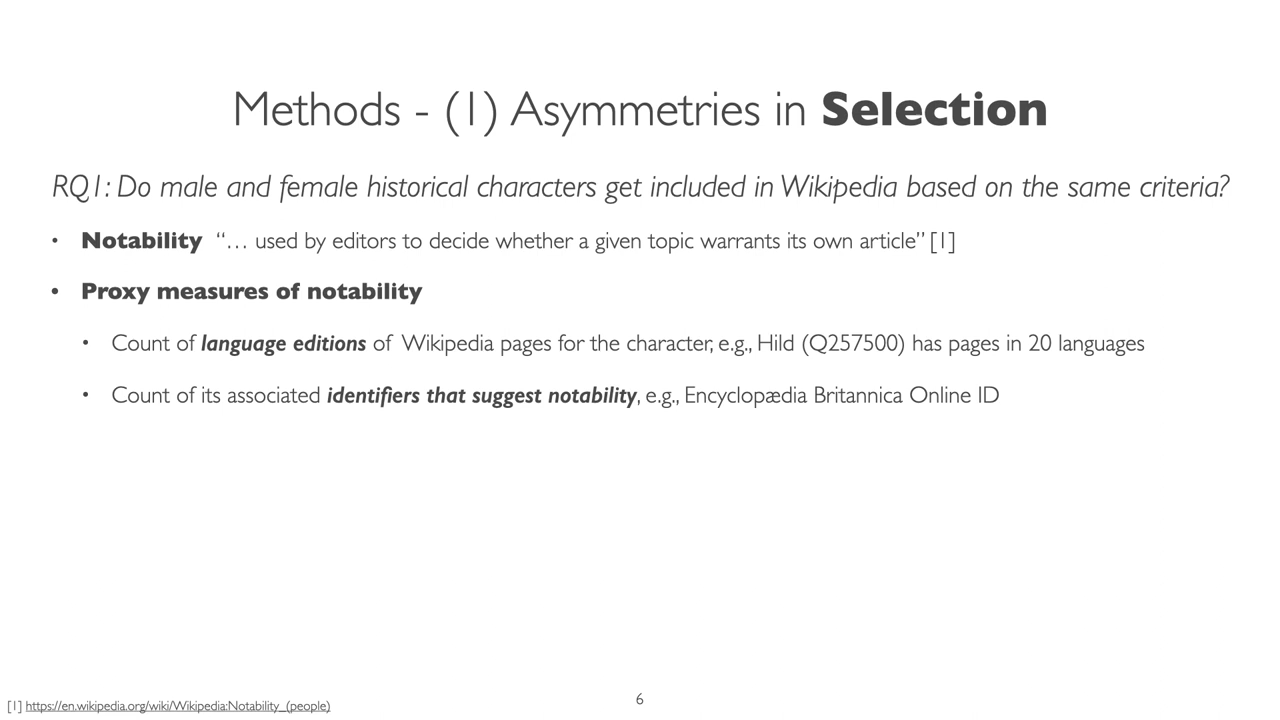 Methods - (1) Asymmetries in Selection
RQ1: Do male and female historical characters get included in Wikipedia based on the same criteria?
• Notability “… used by editors to decide whether a given topic warrants its own article” [1]
• Proxy measures of notability
• Count of language editions of Wikipedia pages for the character, e.g., Hild (Q257500) has pages in 20 languages
• Count of its associated identifiers that suggest notability, e.g., Encyclopædia Britannica Online ID
[1] https://en.wikipedia.org/wiki/Wikipedia:Notability_(people)
6